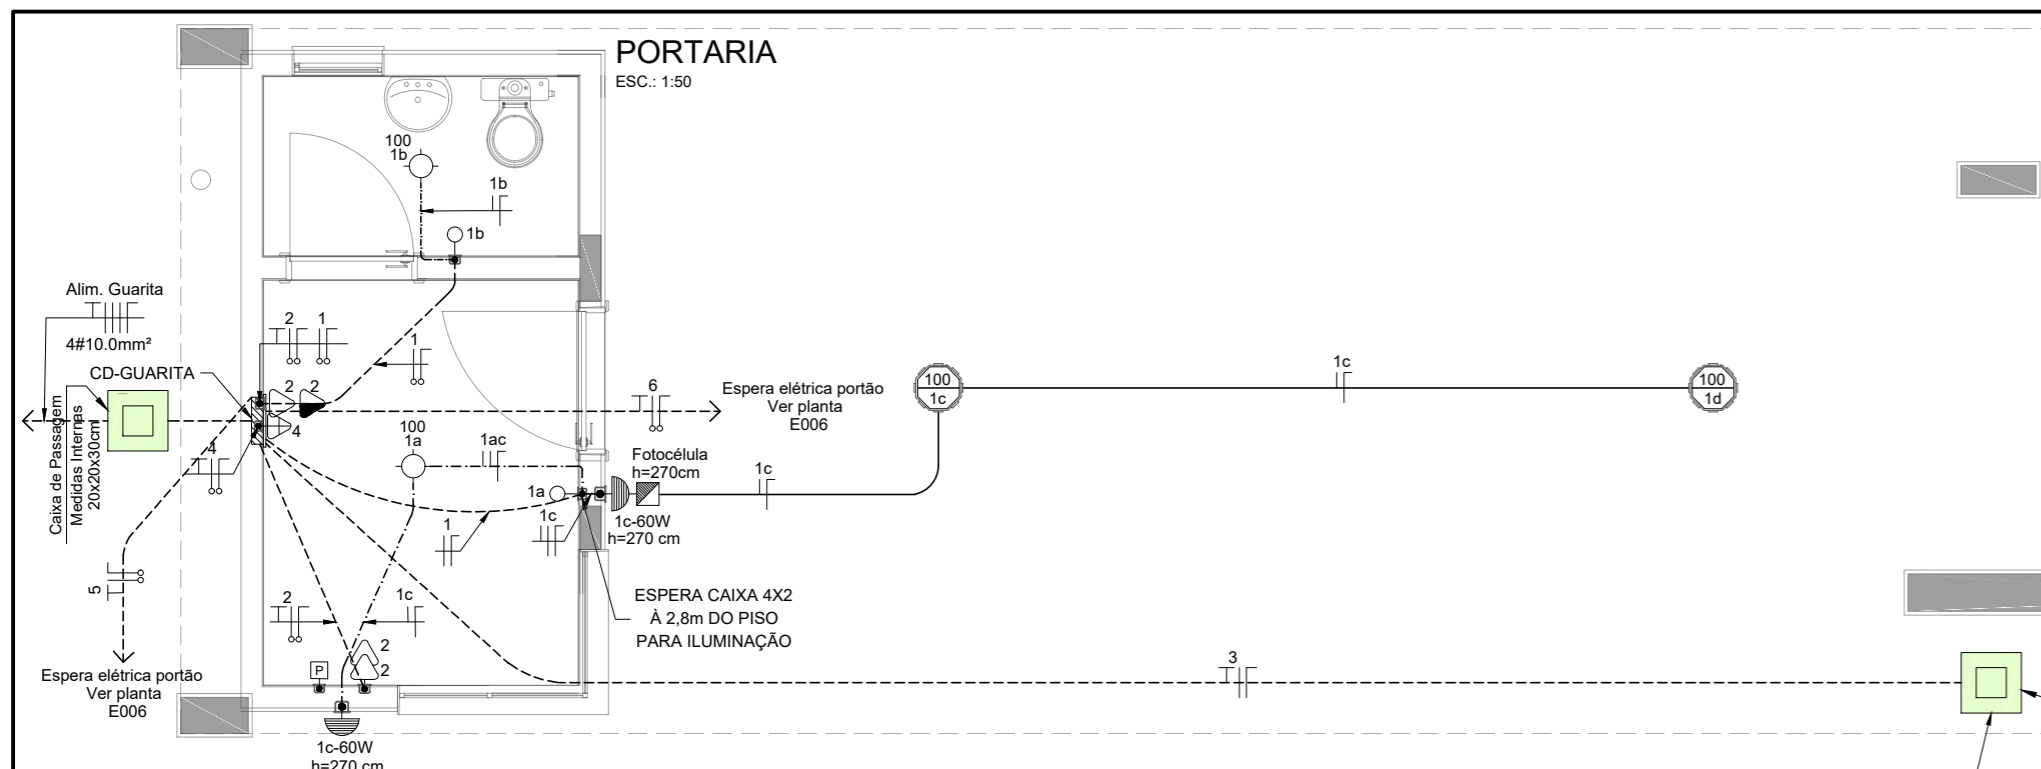 PORTARIA
ESC.: 1:50
100
1b
1b
1b
Alim. Guarita
4#10.0mm²
CD-GUARITA
Caixa de Passagem
Medidas Internas
20x20x30cm
2
1
1
2
2
4
4
6
Espera elétrica portão
Ver planta
E006
100
1c
1c
100
1d
100
1a
1ac
Fotocélula
h=270cm
1c
1a
1c
1c-60W
h=270 cm
1
5
2
1c
ESPERA CAIXA 4X2
À 2,8m DO PISO
PARA ILUMINAÇÃO
2
2
P
3
Espera elétrica portão
Ver planta
E006
1c-60W
h=270 cm